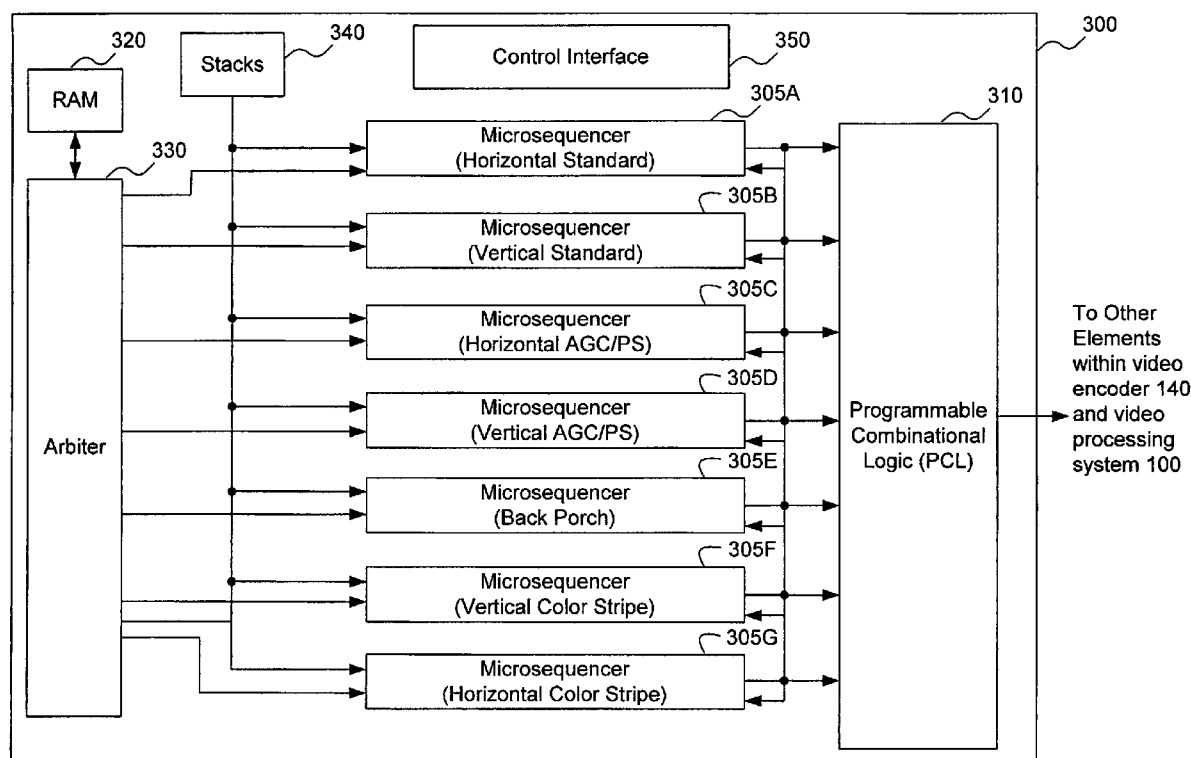 320
340
350
300
Stacks
Control Interface
RAM
305A
310
330
Microsequencer
(Horizontal Standard)
305B
Microsequencer
(Vertical Standard)
305C
Microsequencer
(Horizontal AGC/PS)
305D
Microsequencer
(Vertical AGC/PS)
305E
Microsequencer
(Back Porch)
305F
Microsequencer
(Vertical Color Stripe)
305G
Microsequencer
(Horizontal Color Stripe)
Arbiter
Programmable
Combinational
Logic (PCL)
To Other
Elements
within video
encoder 140
and video
processing
system 100